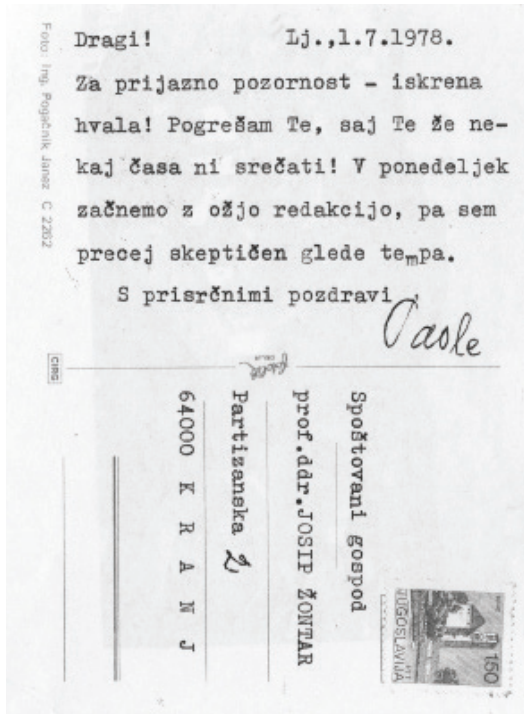 Dragi! Lj.,1.7.1978.
Za prijazno pozornost – iskrena
hvala! Pogrešam Te, saj Te že ne-
kaj časa ni srečati! V ponedeljek
začnemo z ožjo redakcijo, pa sem
precej skeptičen glede tempa.
S prisrčnimi pozdravi,
Foto: Ing. Pogačnik Janez C 2262
Spoštovani gospod
prof.ddr.JOSIP ŽONTAR
Partizanska 2,
64000 K R A N J
150
JUGOSLAVIJA